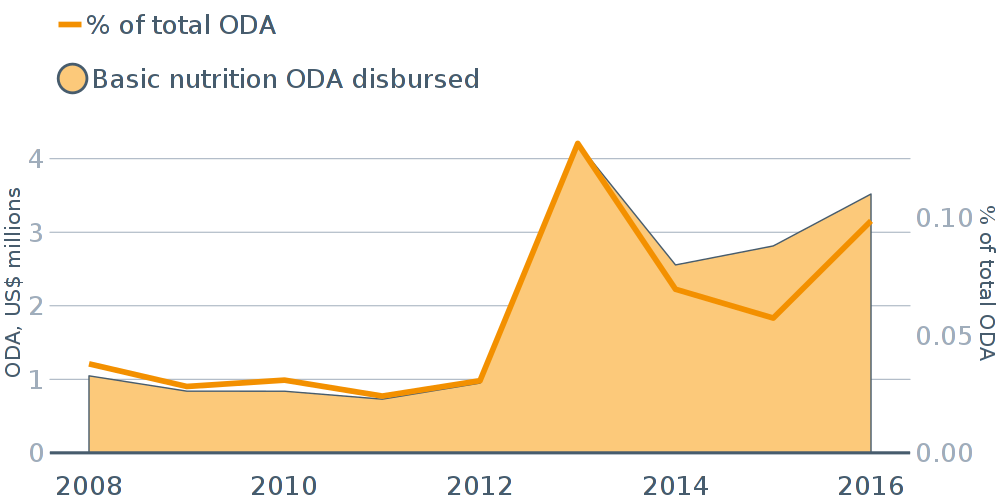 % of total ODA
Basic nutrition ODA disbursed
ODA, US$ millions
4
3
2
1
0
0.10
0.05
0.00
% of total ODA
2008 2010 2012 2014 2016